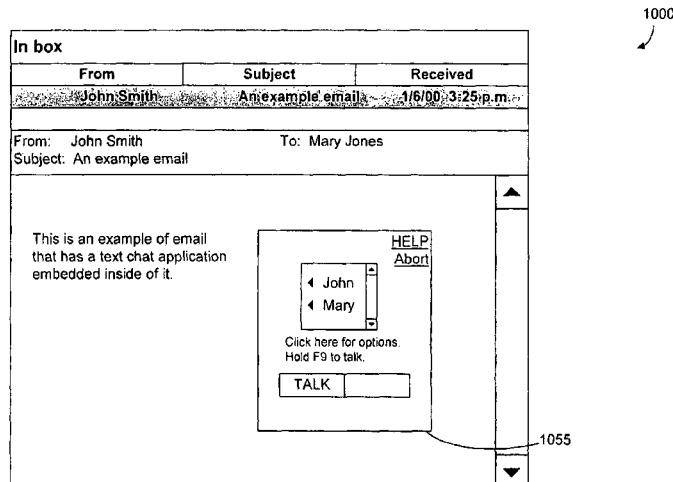 1000
In box
From Subject Received
John Smith An example email 1/6/00 3:25 p.m.
From: John Smith To: Mary Jones
Subject: An example email
This is an example of email
that has a text chat application
embedded inside of it.
HELP
Abort
John
Mary
Click here for options.
Hold F9 to talk.
TALK
1055